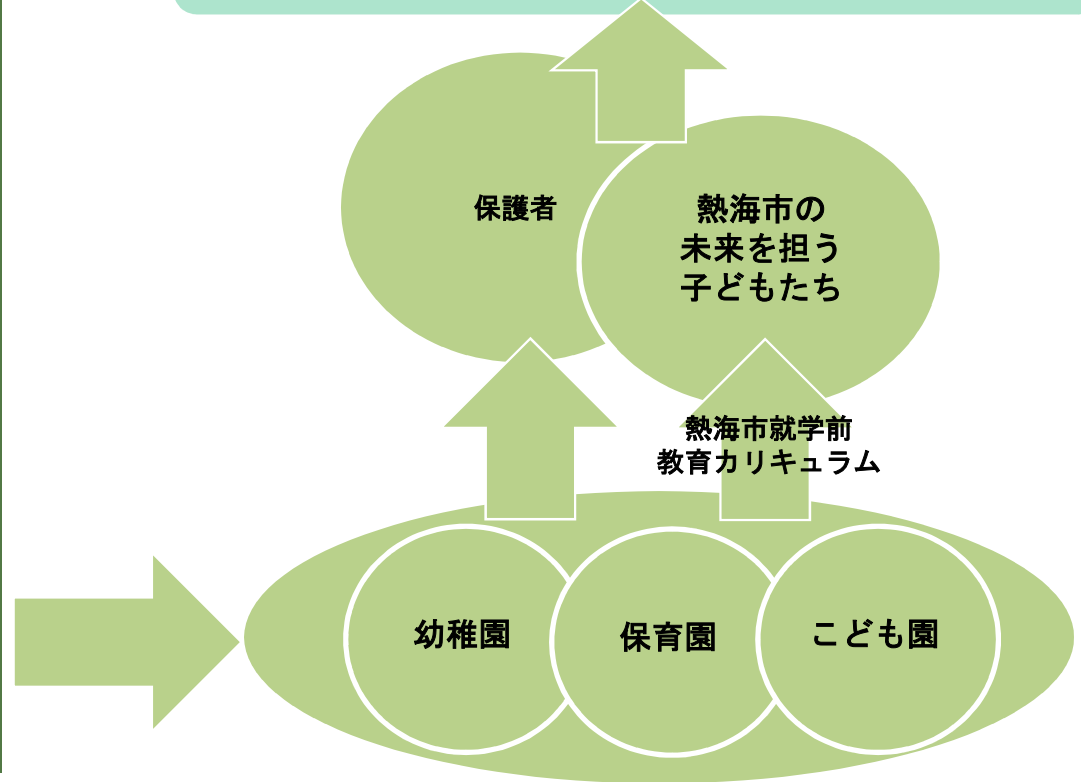 保護者
熱海市の
未来を担う
子どもたち
熱海市就学前
教育カリキュラム
幼稚園
保育園
こども園